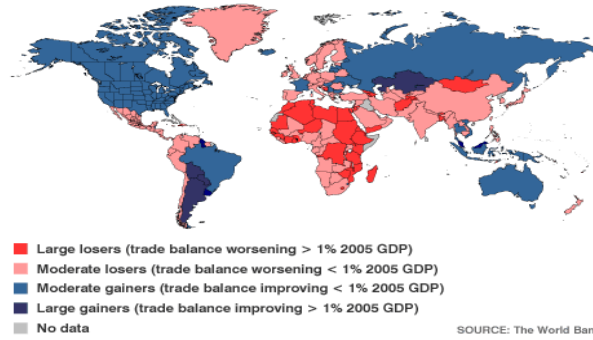 Large losers (trade balance worsening > 1% 2005 GDP)
Moderate losers (trade balance worsening < 1% 2005 GDP)
Moderate gainers (trade balance improving < 1% 2005 GDP)
Large gainers (trade balance improving > 1% 2005 GDP)
No data
SOURCE: The World Ban